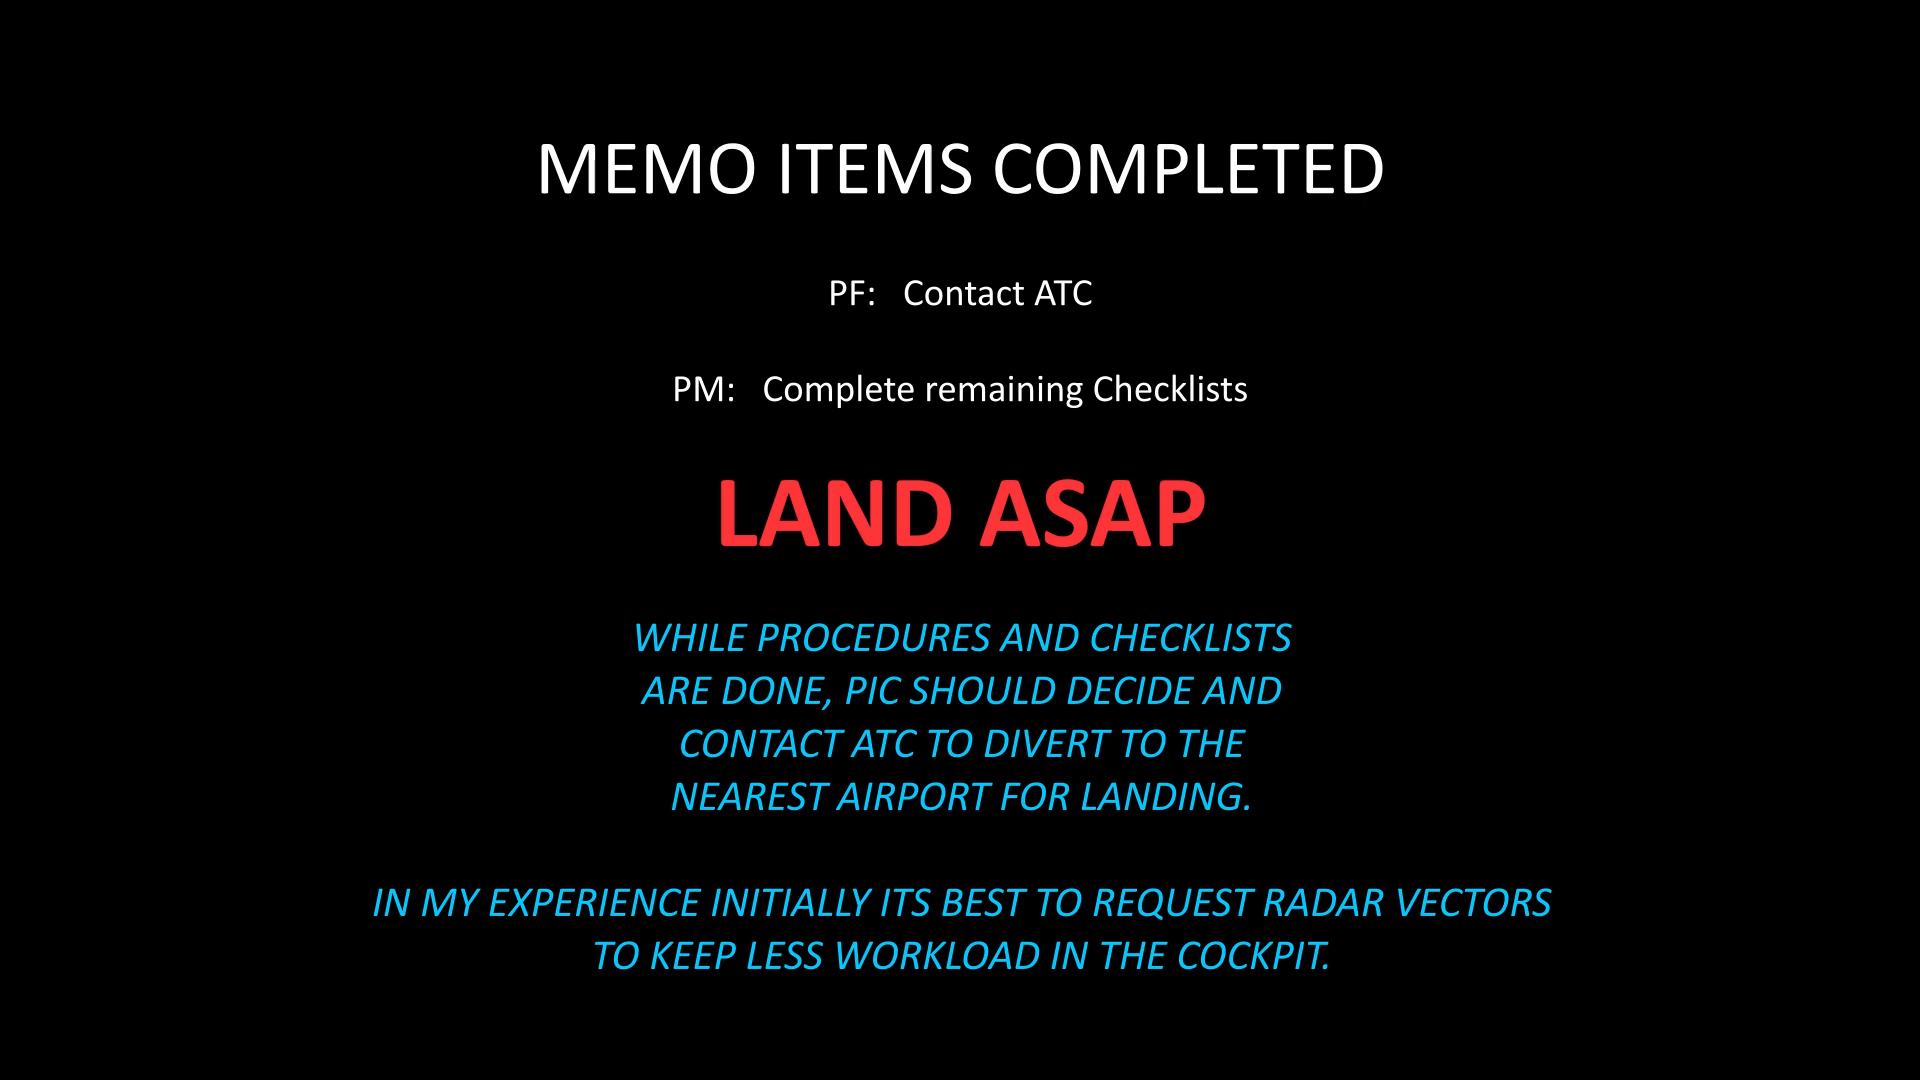 MEMO ITEMS COMPLETED
PF: Contact ATC
PM: Complete remaining Checklists
LAND ASAP
WHILE PROCEDURES AND CHECKLISTS
ARE DONE, PIC SHOULD DECIDE AND
CONTACT ATC TO DIVERT TO THE
NEAREST AIRPORT FOR LANDING.
IN MY EXPERIENCE INITIALLY ITS BEST TO REQUEST RADAR VECTORS
TO KEEP LESS WORKLOAD IN THE COCKPIT.